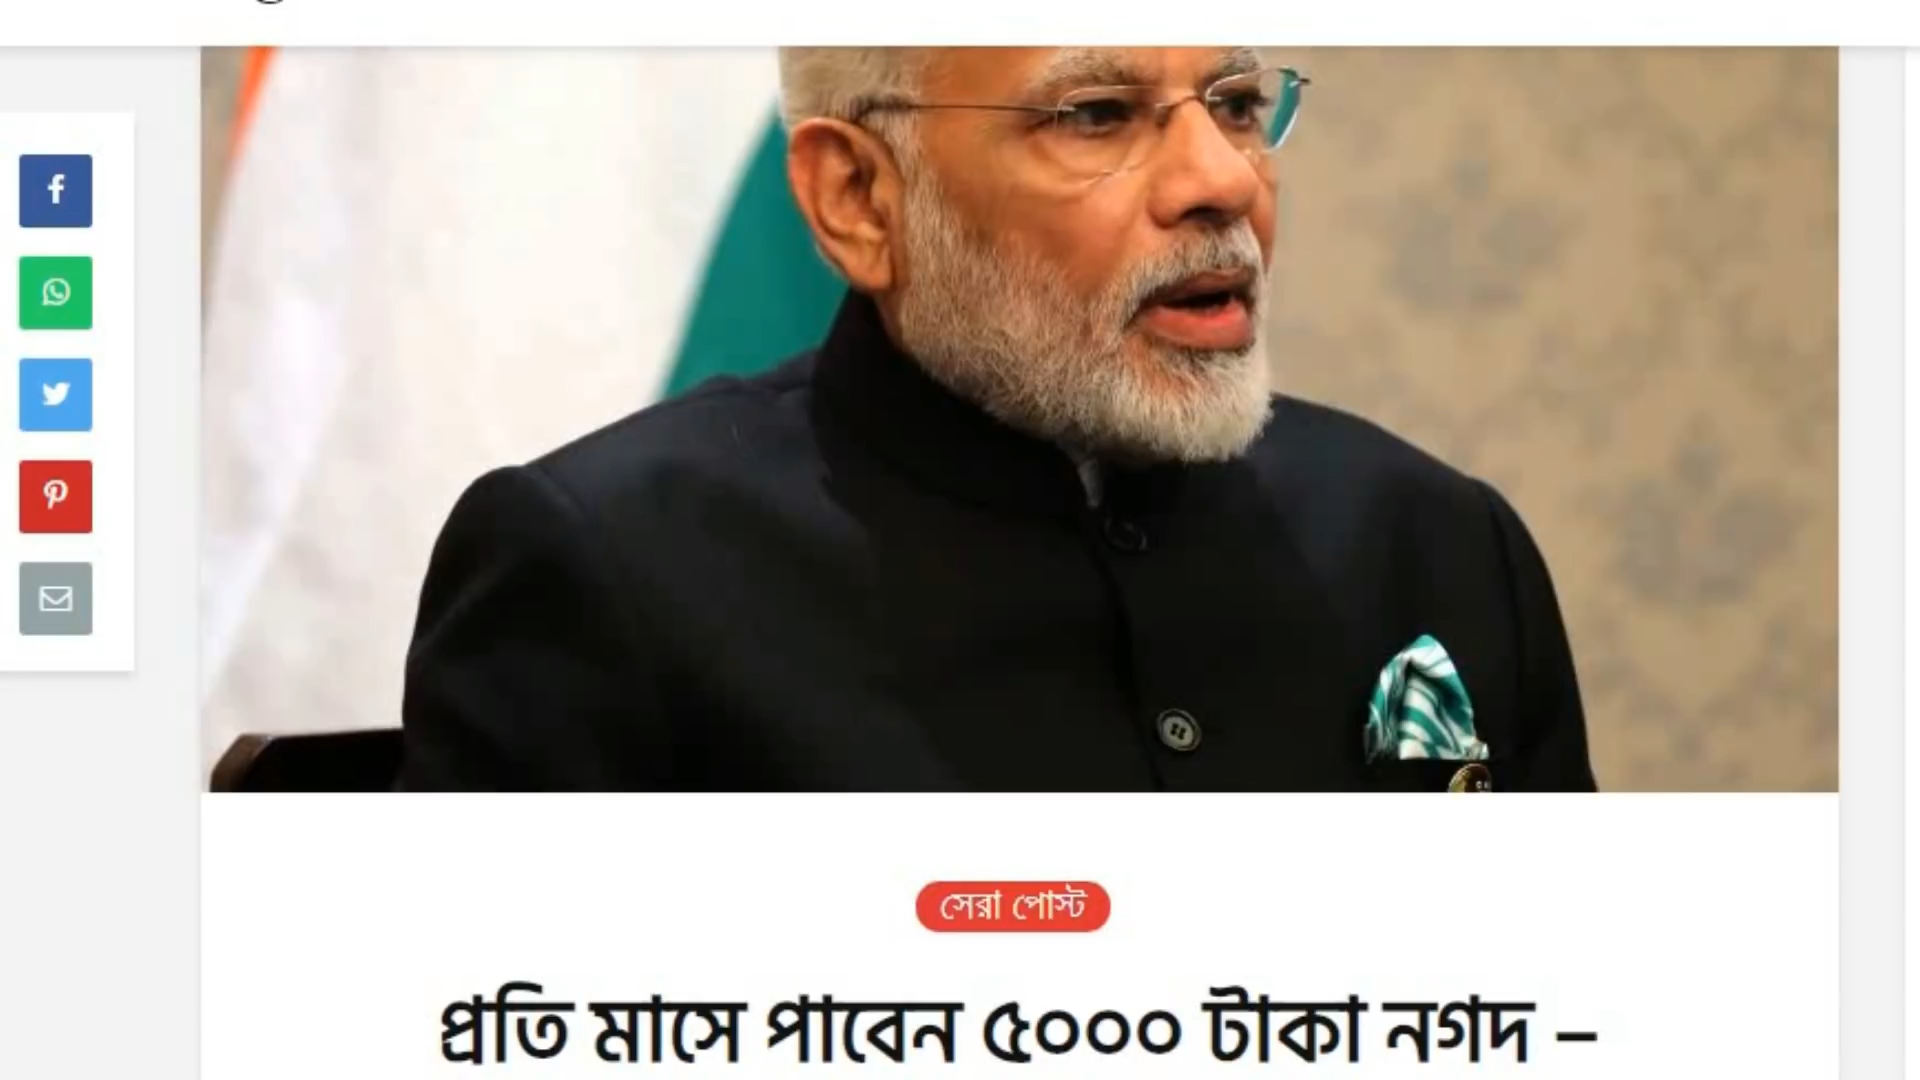 সেরা পোস্ট
প্রতি মাসে পাবেন ৫০০০ টাকা নগদ –